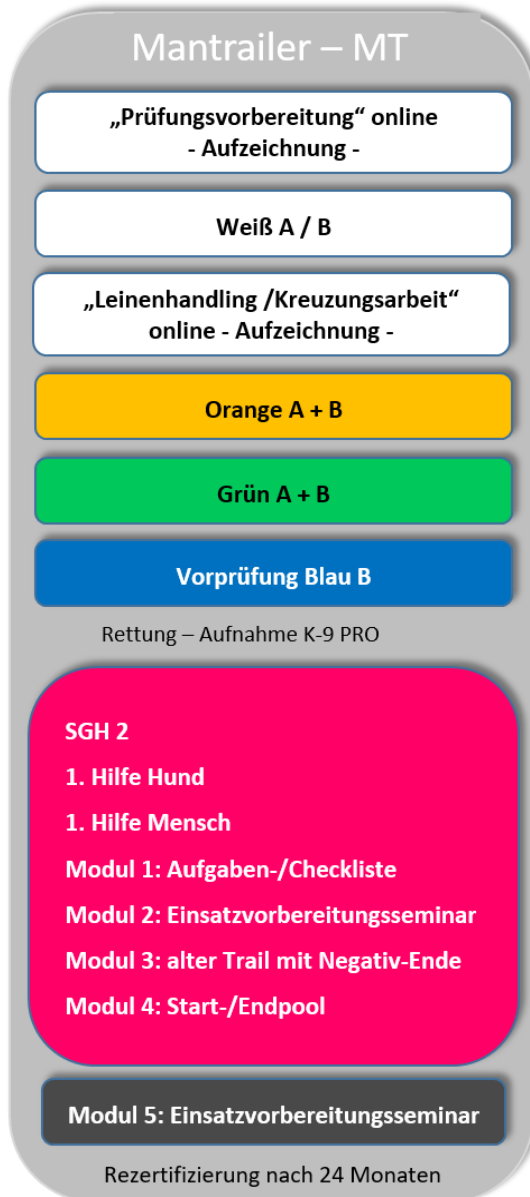 Mantrailer – MT
„Prüfungsvorbereitung“ online
- Aufzeichnung -
Weiß A / B
„Leinenhandling /Kreuzungsarbeit“
online - Aufzeichnung -
Orange A + B
Grün A + B
Vorprüfung Blau B
Rettung – Aufnahme K-9 PRO
SGH 2
1. Hilfe Hund
1. Hilfe Mensch
Modul 1: Aufgaben-/Checkliste
Modul 2: Einsatzvorbereitungsseminar
Modul 3: alter Trail mit Negativ-Ende
Modul 4: Start-/Endpool
Modul 5: Einsatzvorbereitungsseminar
Rezertifizierung nach 24 Monaten